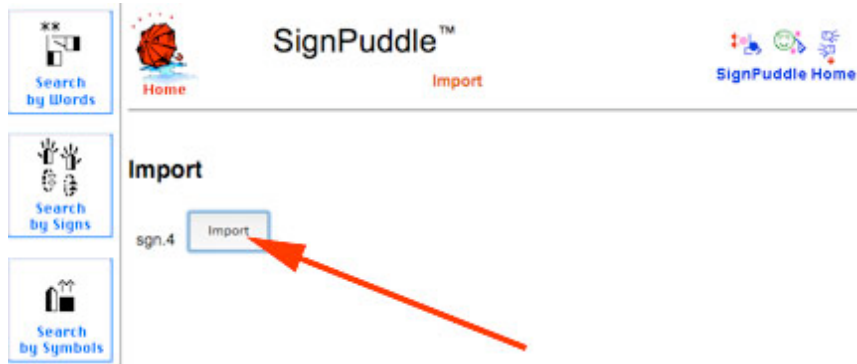 **
Search
by Words
Home
SignPuddle™
Import
SignPuddle Home
Search
by Signs
Import
sgn.4 Import
Search
by Symbols